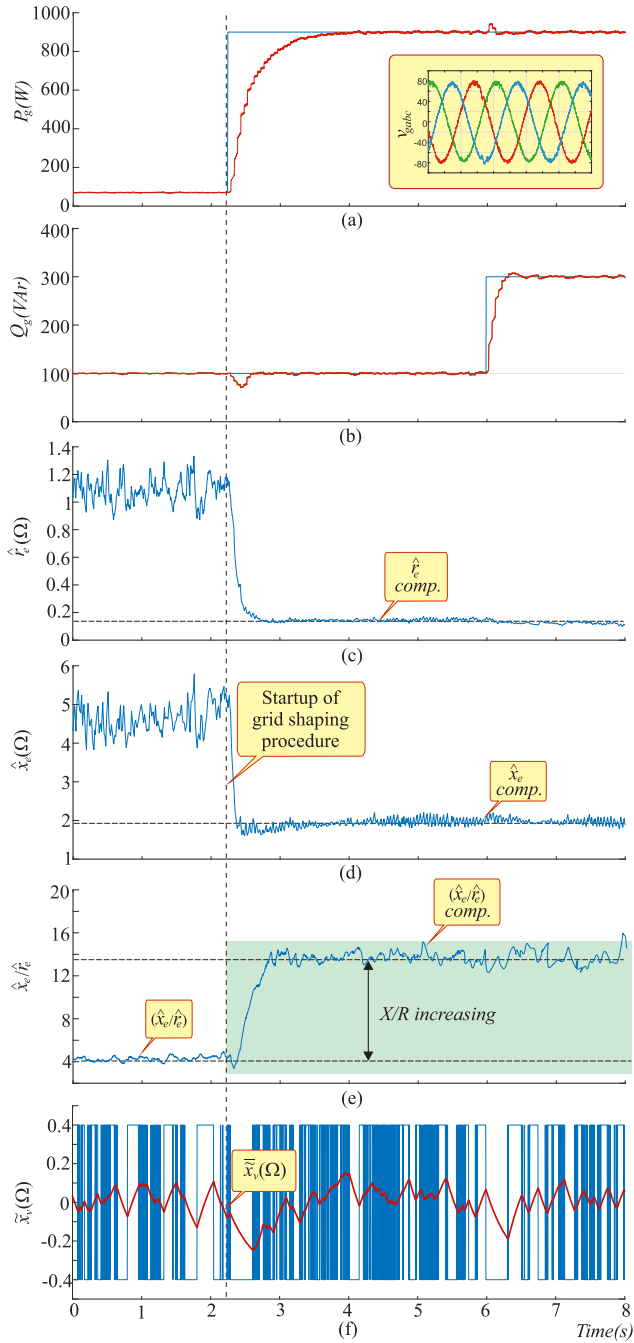 1000
800
600
400
200
0
P_g(W)
80
40
0
-40
-80
v_gabc
(a)
400
300
200
100
0
Q_g(VAr)
(b)
1.4
1.2
1
0.8
0.6
0.4
0.2
0
r̂_e(Ω)
r̂_e
comp.
(c)
6
5
4
3
2
1
x̂_e(Ω)
Startup of
grid shaping
procedure
x̂_e
comp.
(d)
20
16
12
8
4
1
x̂_e/r̂_e
(x̂_e/r̂_e)
(x̂_e/r̂_e)
comp.
X/R increasing
(e)
0.4
0.2
0
-0.2
-0.4
x̃_v(Ω)
x̃̅_v(Ω)
0 1 2 3 4 5 6 7 8
(f)
Time(s)